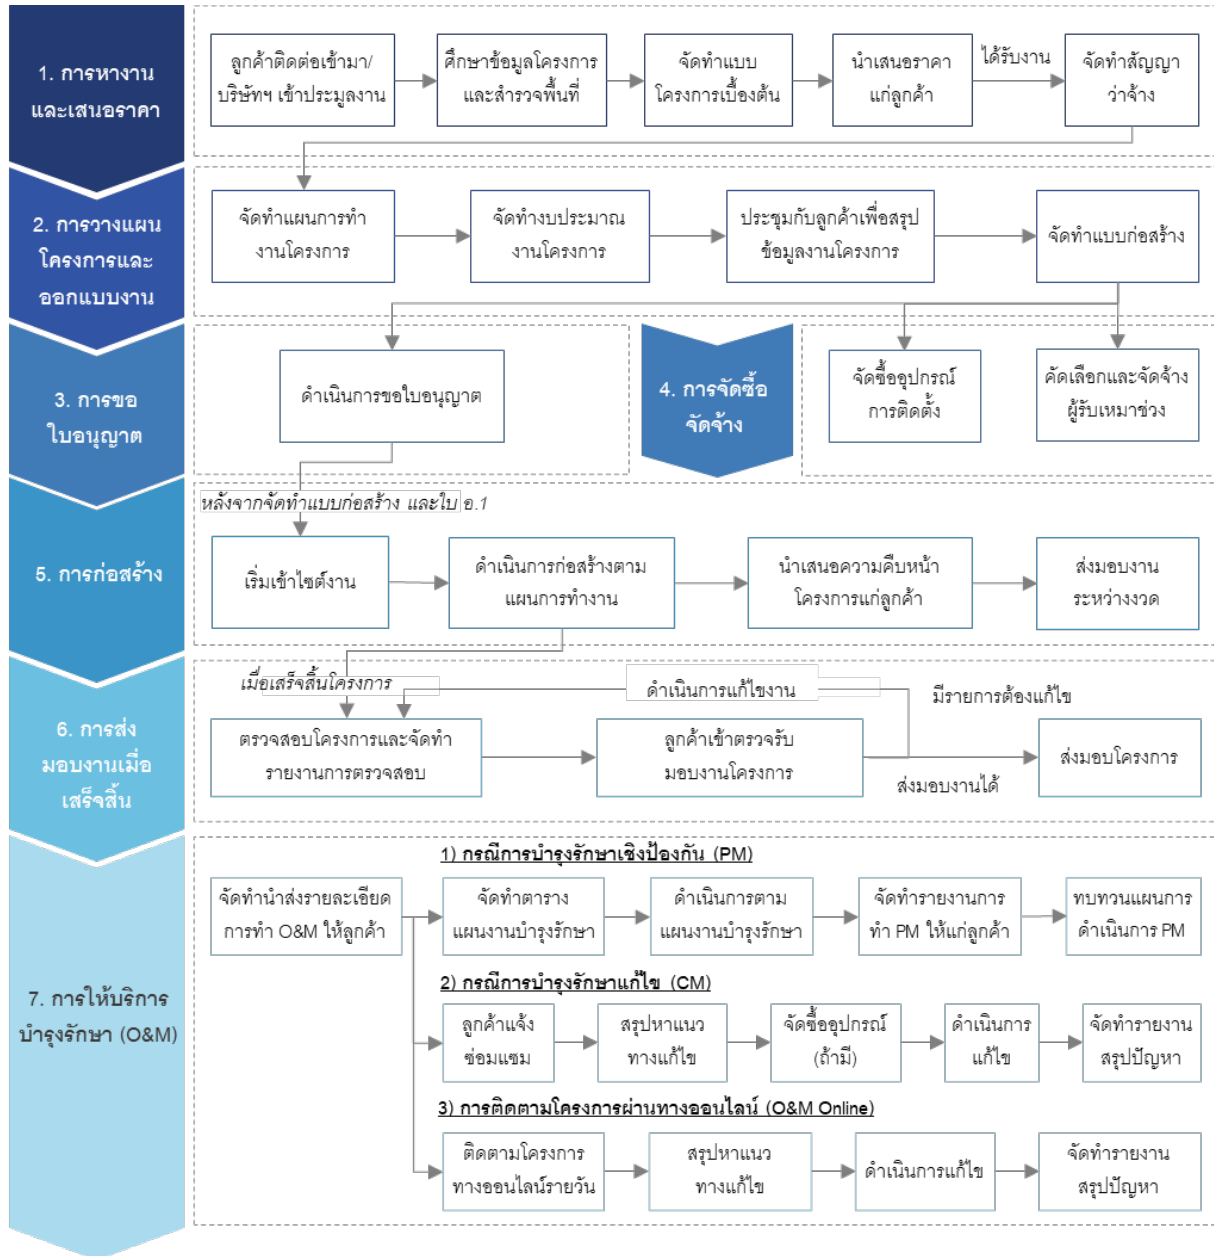 1. การหางาน
และเสนอราคา
ลูกค้าติดต่อเข้ามา/
บริษัทฯ เข้าประมูลงาน
ศึกษาข้อมูลโครงการ
และสำรวจพื้นที่
จัดทำแบบ
โครงการเบื้องต้น
นำเสนอราคา
แก่ลูกค้า
ได้รับงาน
จัดทำสัญญา
ว่าจ้าง
2. การวางแผน
โครงการและ
ออกแบบงาน
จัดทำแผนการทำ
งานโครงการ
จัดทำงบประมาณ
งานโครงการ
ประชุมกับลูกค้าเพื่อสรุป
ข้อมูลงานโครงการ
จัดทำแบบก่อสร้าง
3. การขอ
ใบอนุญาต
ดำเนินการขอใบอนุญาต
4. การจัดซื้อ
จัดจ้าง
จัดซื้ออุปกรณ์
การติดตั้ง
คัดเลือกและจัดจ้าง
ผู้รับเหมาช่วง
5. การก่อสร้าง
หลังจากจัดทำแบบก่อสร้าง และใบ อ.1
เริ่มเข้าไซต์งาน
ดำเนินการก่อสร้างตาม
แผนการทำงาน
นำเสนอความคืบหน้า
โครงการแก่ลูกค้า
ส่งมอบงาน
ระหว่างงวด
6. การส่ง
มอบงานเมื่อ
เสร็จสิ้น
เมื่อเสร็จสิ้นโครงการ
ดำเนินการแก้ไขงาน
มีรายการต้องแก้ไข
ตรวจสอบโครงการและจัดทำ
รายงานการตรวจสอบ
ลูกค้าเข้าตรวจรับ
มอบงานโครงการ
ส่งมอบงานได้
ส่งมอบโครงการ
7. การให้บริการ
บำรุงรักษา (O&M)
จัดทำนำส่งรายละเอียด
การทำ O&M ให้ลูกค้า
1) กรณีการบำรุงรักษาเชิงป้องกัน (PM)
จัดทำตาราง
แผนงานบำรุงรักษา
ดำเนินการตาม
แผนงานบำรุงรักษา
จัดทำรายงานการ
ทำ PM ให้แก่ลูกค้า
ทบทวนแผนการ
ดำเนินการ PM
2) กรณีการบำรุงรักษาแก้ไข (CM)
ลูกค้าแจ้ง
ซ่อมแซม
สรุปหาแนว
ทางแก้ไข
จัดซื้ออุปกรณ์
(ถ้ามี)
ดำเนินการ
แก้ไข
จัดทำรายงาน
สรุปปัญหา
3) การติดตามโครงการผ่านทางออนไลน์ (O&M Online)
ติดตามโครงการ
ทางออนไลน์รายวัน
สรุปหาแนว
ทางแก้ไข
ดำเนินการแก้ไข
จัดทำรายงาน
สรุปปัญหา